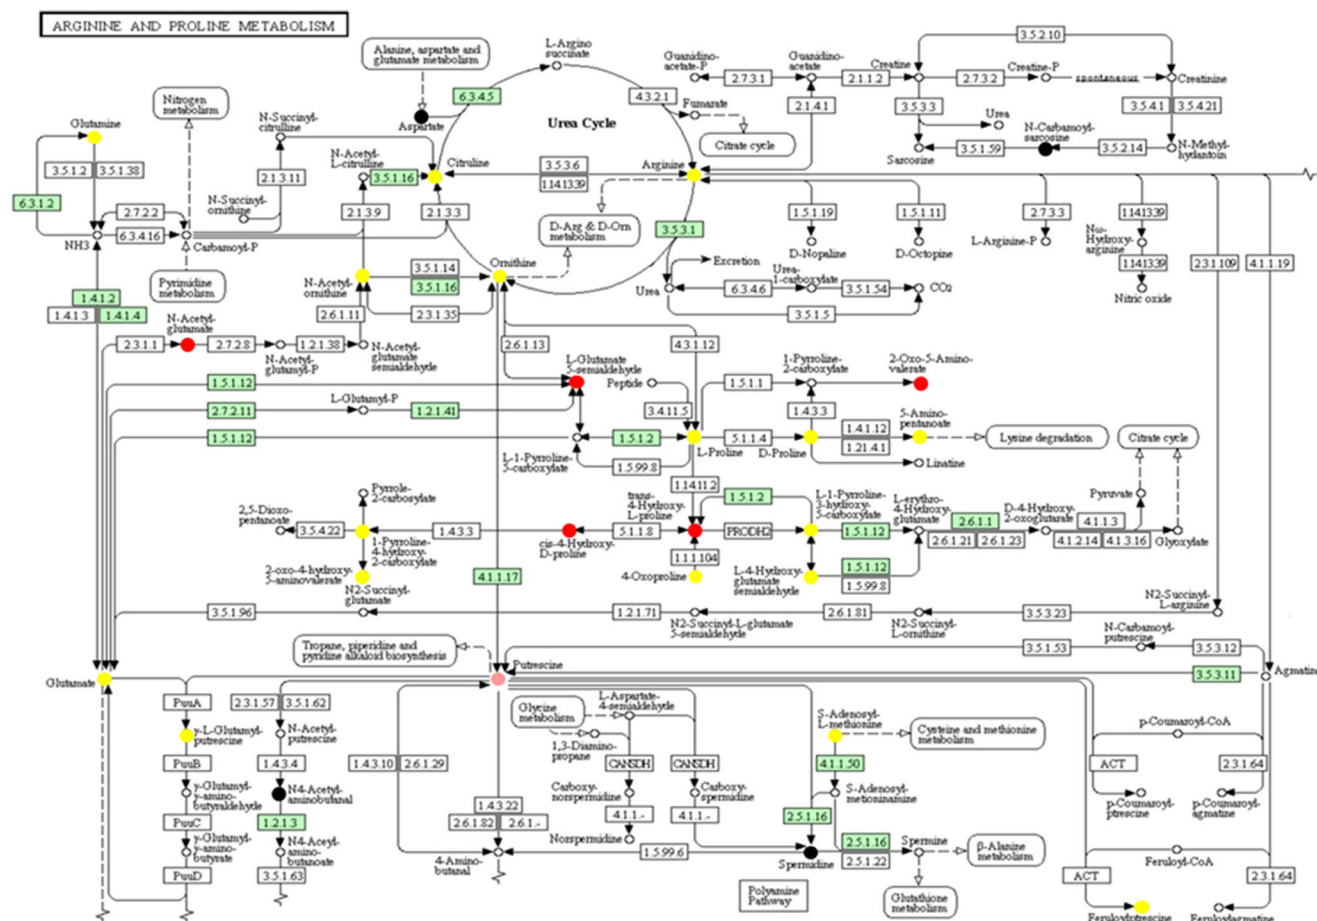 ARGININE AND PROLINE METABOLISM
Alanine, aspartate and
glutamate metabolism
L-Argino
succinate
Guanidino-
acetate-P
Guanidino-
acetate
Creatine
3.5.2.10
Creatine-P
spontaneous
Creatinine
2.7.3.1
2.1.1.2
2.7.3.2
Nitrogen
metabolism
6.3.4.5
4.3.2.1
Fumarate
2.1.4.1
3.5.3.3
3.5.4.1
3.5.4.21
Glutamine
N-Succinyl-
citrulline
Aspartate
Urea Cycle
Citrate cycle
Urea
N-Carbamoyl-
sarcosine
Sarcosine
3.5.1.59
3.5.2.14
N-Methyl-
hydantoin
3.5.1.2
3.5.1.38
2.1.3.11
N-Acetyl-
L-citrulline
3.5.1.16
Citruline
3.5.3.6
1.14.13.39
Arginine
6.3.1.2
N-Succinyl-
ornithine
2.7.2.2
2.1.3.9
2.1.3.3
D-Arg & D-Orn
metabolism
3.5.3.1
1.5.1.19
1.5.1.11
2.7.3.3
1.14.13.39
NH3
6.3.4.16
Carbamoyl-P
D-Nopaline
D-Octopine
L-Arginine-P
Nω-
Hydroxy-
arginine
1.14.13.39
2.3.1.109
4.1.1.19
Pyrimidine
metabolism
N-Acetyl-
ornithine
3.5.1.14
3.5.1.16
Ornithine
Excretion
Urea
6.3.4.6
Urea-
1-carboxylate
3.5.1.54
CO2
Nitric oxide
1.4.1.2
1.4.1.3
1.4.1.4
2.6.1.11
2.3.1.35
3.5.1.5
N-Acetyl-
glutamate
2.3.1.1
2.7.2.8
N-Acetyl-
glutamyl-P
1.2.1.38
N-Acetyl-
glutamate
semialdehyde
2.6.1.13
4.3.1.12
L-Glutamate
5-semialdehyde
Peptide
1.5.1.1
1-Pyrroline-
2-carboxylate
2-Oxo-5-Amino-
valerate
1.5.1.12
2.7.2.11
L-Glutamyl-P
1.2.1.41
3.4.11.5
1.4.3.3
1.5.1.12
1.5.1.2
L-Proline
5.1.1.4
D-Proline
1.4.1.12
1.21.4.1
5-Amino-
pentanoate
Lysine degradation
Citrate cycle
L-1-Pyrroline-
5-carboxylate
1.5.99.8
Linatine
1.14.11.2
Pyrrole-
2-carbosylate
trans-
4-Hydroxy-
L-proline
1.5.1.2
L-1-Pyrroline-
3-hydroxy-
5-carboxylate
L-erythro-
4-Hydroxy-
glutamate
D-4-Hydroxy-
2-oxoglutarate
Pyruvate
2,5-Dioxo-
pentanoate
3.5.4.22
1.4.3.3
5.1.1.8
PRODH2
1.5.1.12
2.6.1.1
2.6.1.21
2.6.1.23
4.1.1.3
4.1.2.14
4.1.3.16
Glyoxylate
1-Pyrroline-
4-hydroxy-
2-carboxylate
cis-4-Hydroxy-
D-proline
1.1.1.104
1.5.1.12
1.5.99.8
2-oxo-4-hydroxy-
5-aminovalerate
4.1.1.17
4-Oxoproline
L-4-Hydroxy-
glutamate
semialdehyde
N2-Succinyl-
glutamate
3.5.1.96
1.2.1.71
N2-Succinyl-L-glutamate
5-semialdehyde
2.6.1.81
N2-Succinyl-
L-ornithine
3.5.3.23
N2-Succinyl-
L-arginine
Tropane, piperidine and
pyridine alkaloid biosynthesis
Putrescine
N-Carbamoyl-
putrescine
3.5.1.53
3.5.3.12
3.5.3.11
Agmatine
Glutamate
PuuA
2.3.1.57
3.5.1.62
Glycine
metabolism
L-Aspartate-
4-semialdehyde
S-Adenosyl-
L-methionine
Cysteine and methionine
metabolism
p-Coumaroyl-CoA
γ-L-Glutamyl-
putrescine
N-Acetyl-
putrescine
1,3-Diamino-
propane
PuuB
1.4.3.4
1.4.3.10
2.6.1.29
CANSDH
CANSDH
4.1.1.50
ACT
2.3.1.64
γ-Glutamyl-
γ-amino-
butyraldehyde
N4-Acetyl-
aminobutanal
Carboxy-
norspermidine
Carboxy-
spermidine
S-Adenosyl-
metioninamine
p-Coumaroyl-
ptrescine
p-Coumaroyl-
agmatine
PuuC
1.2.1.3
1.4.3.22
2.6.1.82
2.6.1.-
4.1.1.-
4.1.1.-
2.5.1.16
γ-Glutamyl-
γ-amino-
butyrate
N4-Aceyl-
amino-
butanoate
Norspermidine
2.5.1.16
2.5.1.22
Spermine
β-Alanine
metabolism
4-Amino-
butanal
1.5.99.6
Spermidine
Feruloyl-CoA
PuuD
3.5.1.63
Polyamine
Pathway
Glutathione
metabolism
ACT
2.3.1.64
Feruloylptrescine
Feruloylagmatine